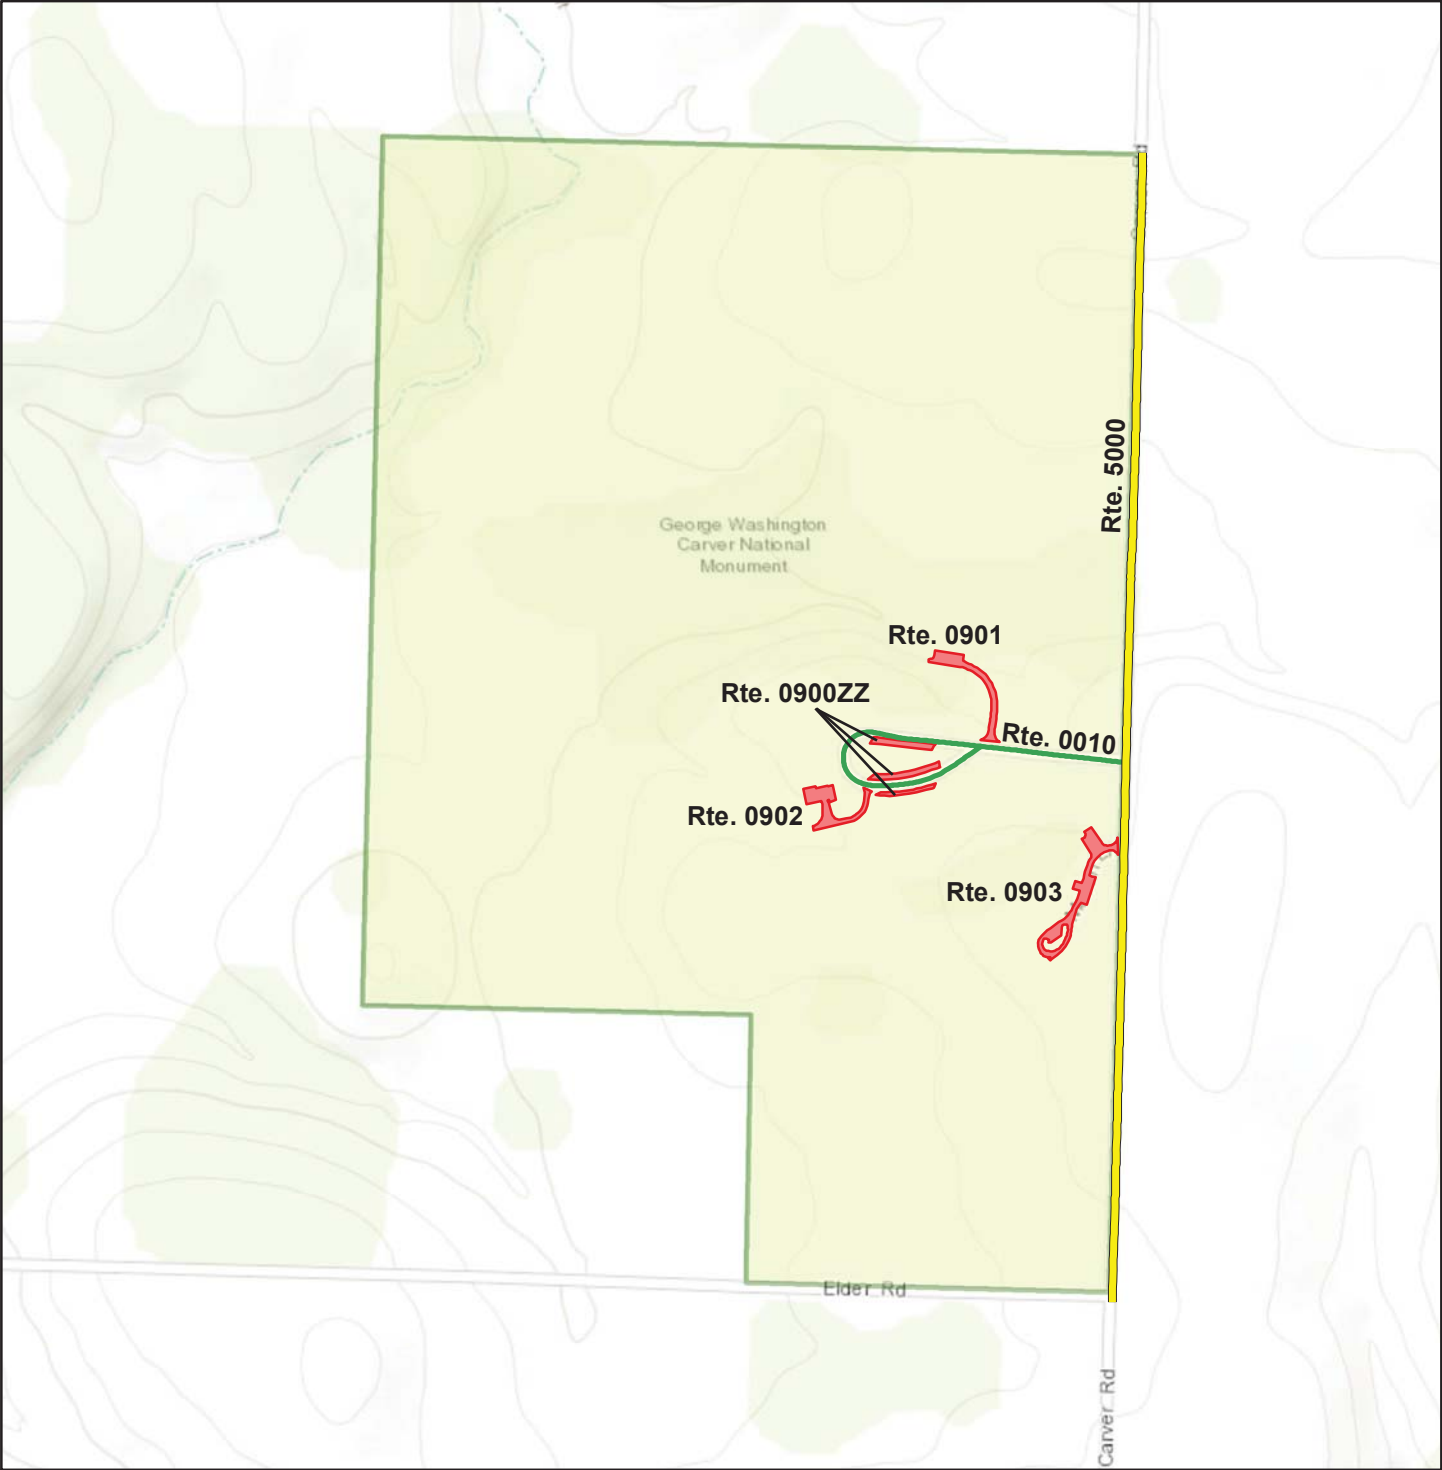 Rte. 5000
George Washington
Carver National
Monument
Rte. 0901
Rte. 0900ZZ
Rte. 0010
Rte. 0902
Rte. 0903
Elder Rd
Carver Rd